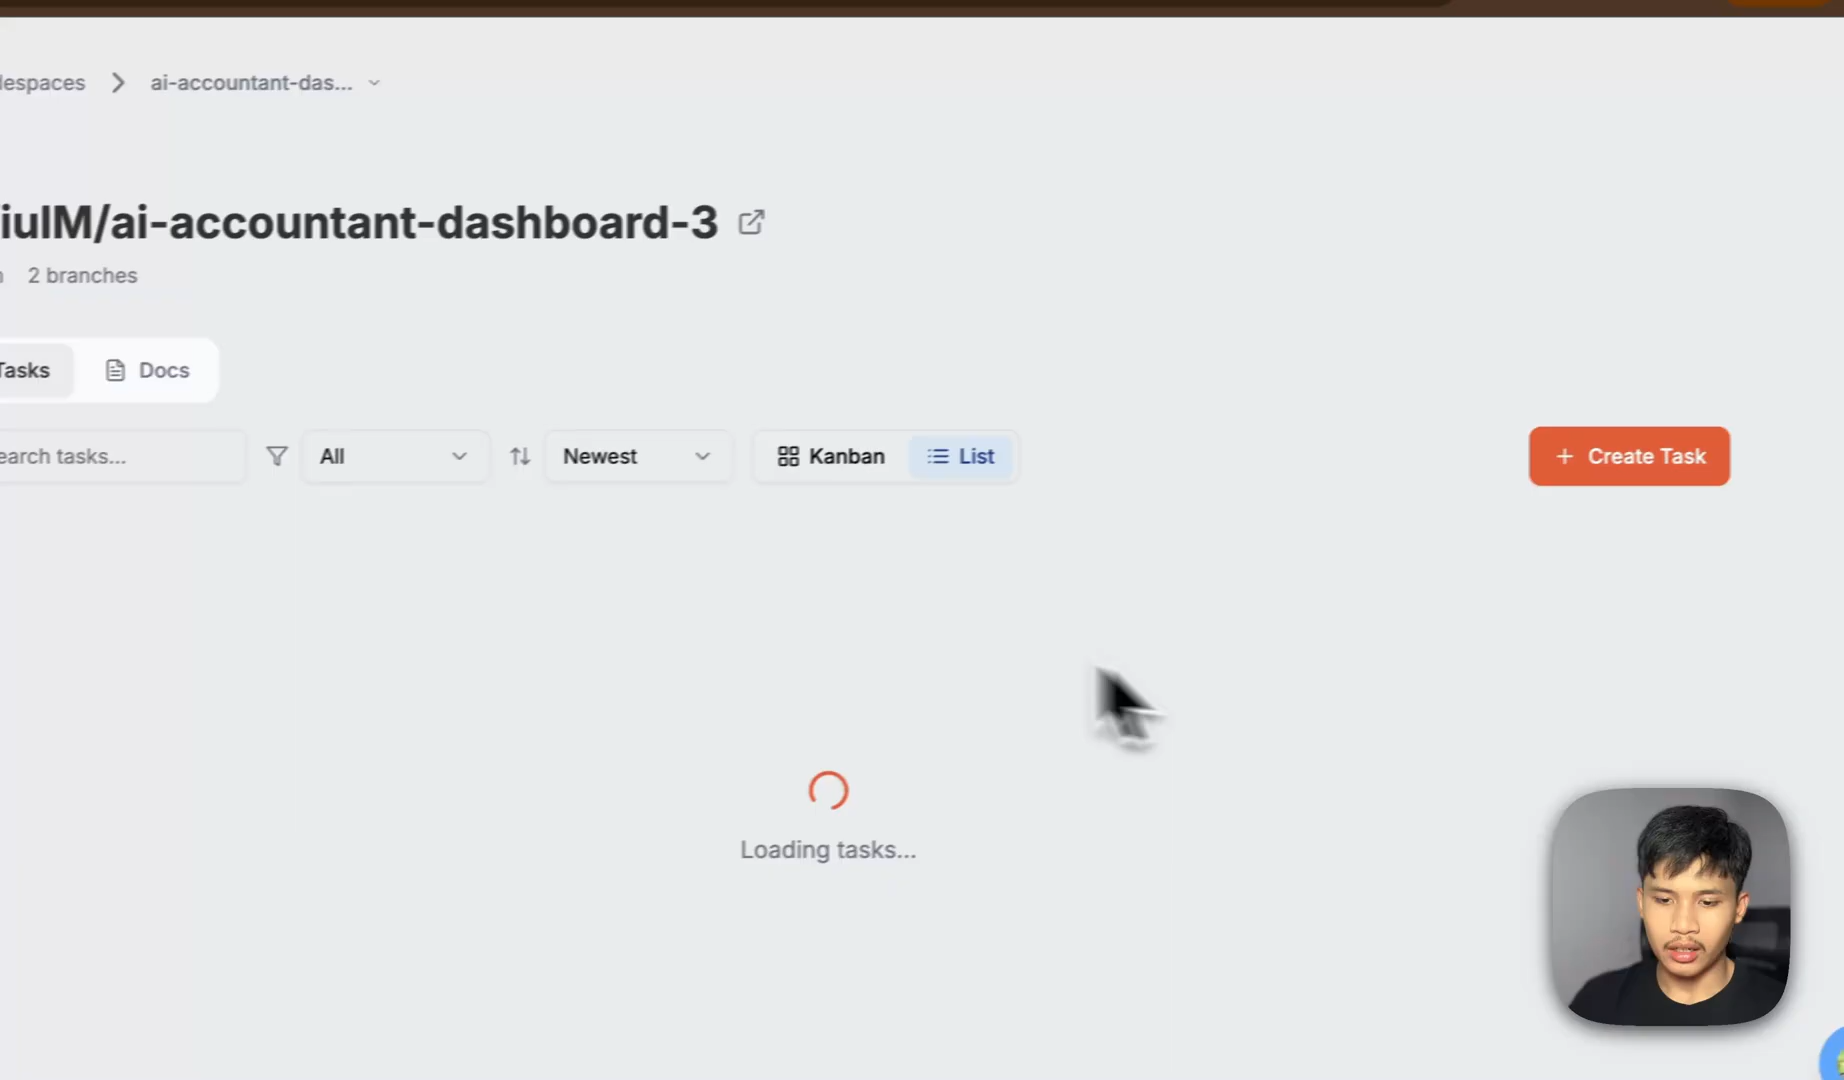 lespaces > ai-accountant-das...
iulM/ai-accountant-dashboard-3
2 branches
Tasks
Docs
earch tasks...
All
Newest
Kanban
List
+ Create Task
Loading tasks...